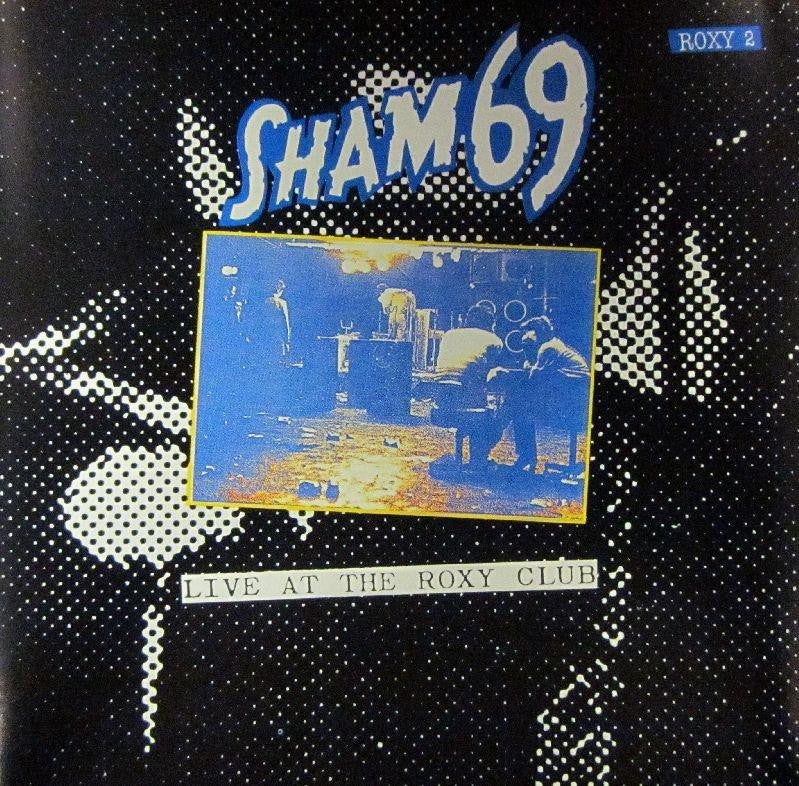 ROXY 2
SHAM 69
LIVE AT THE ROXY CLUB